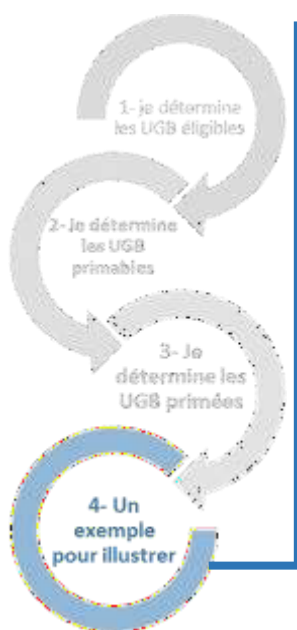 1- je détermine
les UGB éligibles
2- Je détermine
les UGB
primables
3- Je
détermine les
UGB primées
4- Un
exemple
pour illustrer